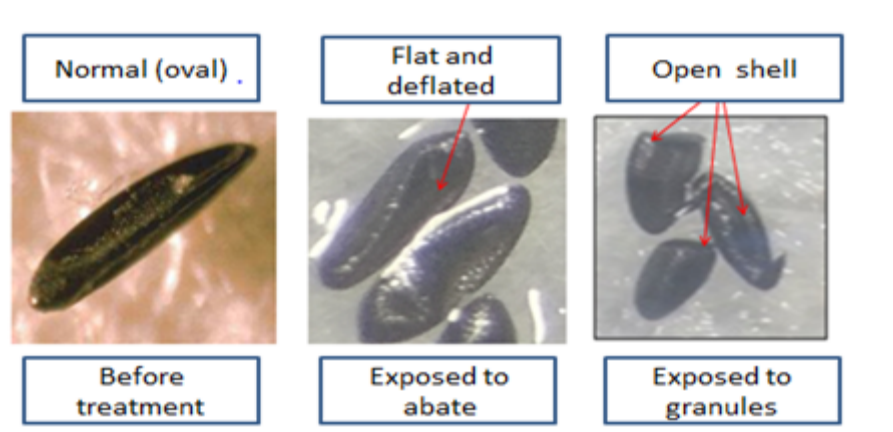 Normal (oval) .
Flat and
deflated
Open shell
Before
treatment
Exposed to
abate
Exposed to
granules